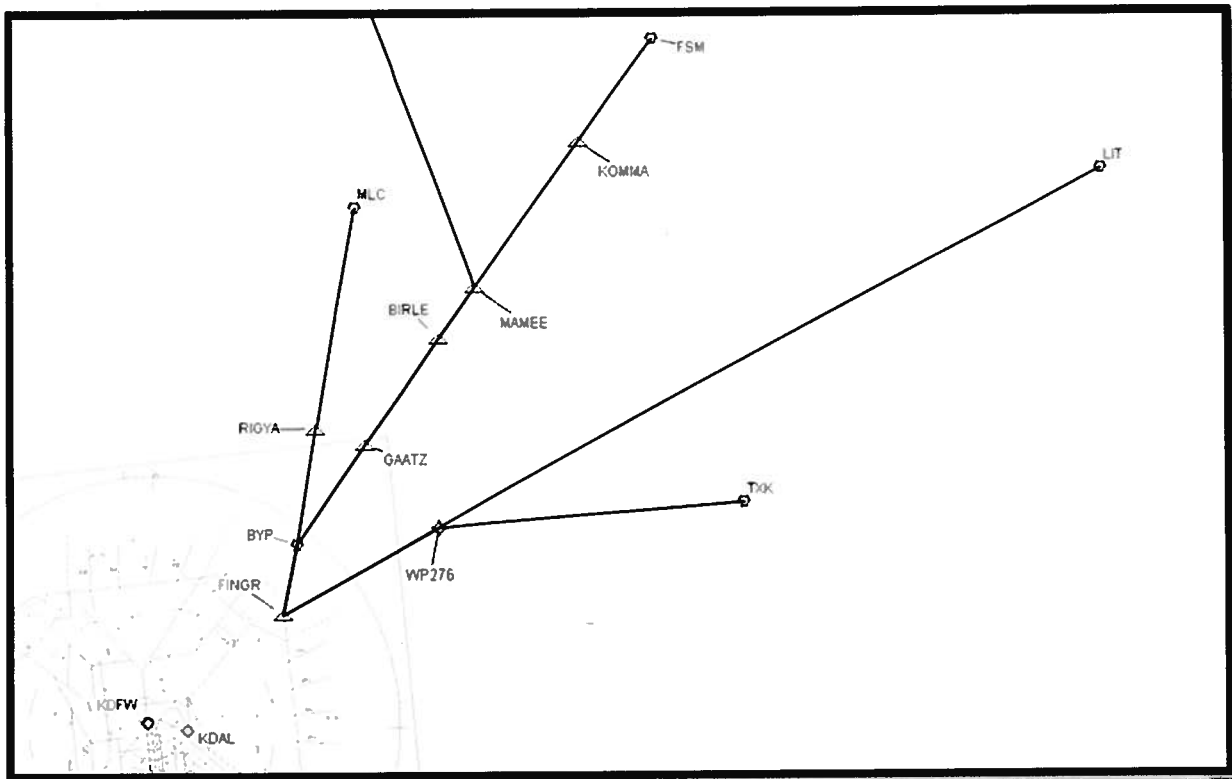 FSM
KOMMA
LIT
MLC
BIRLE
MAMEE
RIGYA
GAATZ
TXK
BYP
WP276
FINGR
KDFW
KDAL